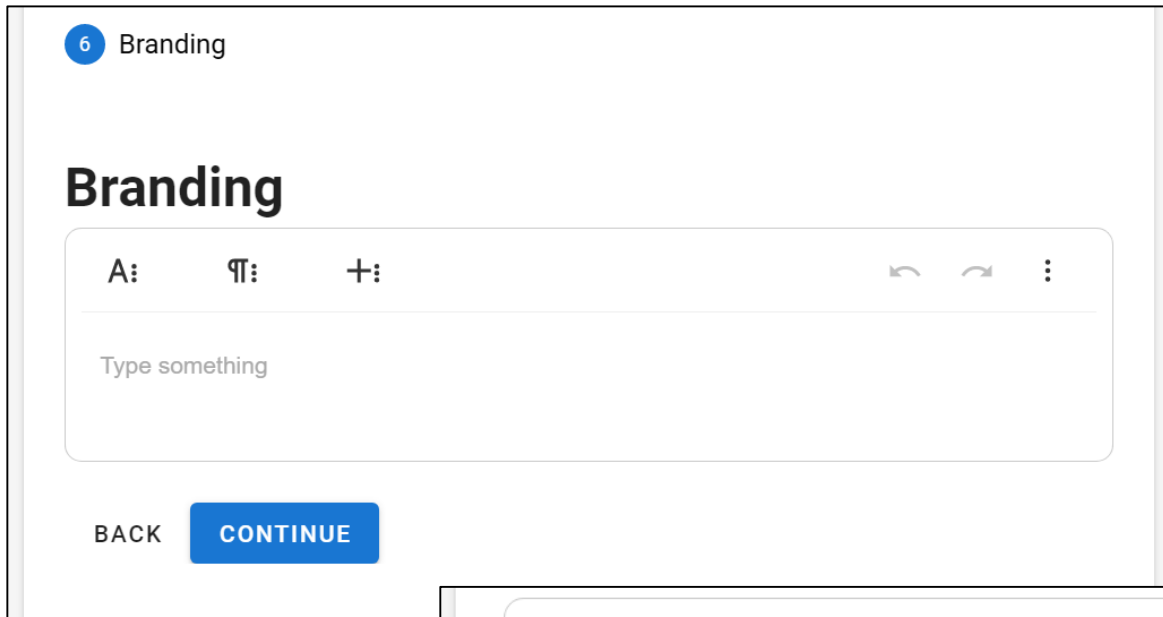 6 Branding
Branding
A
¶
Type something
BACK CONTINUE